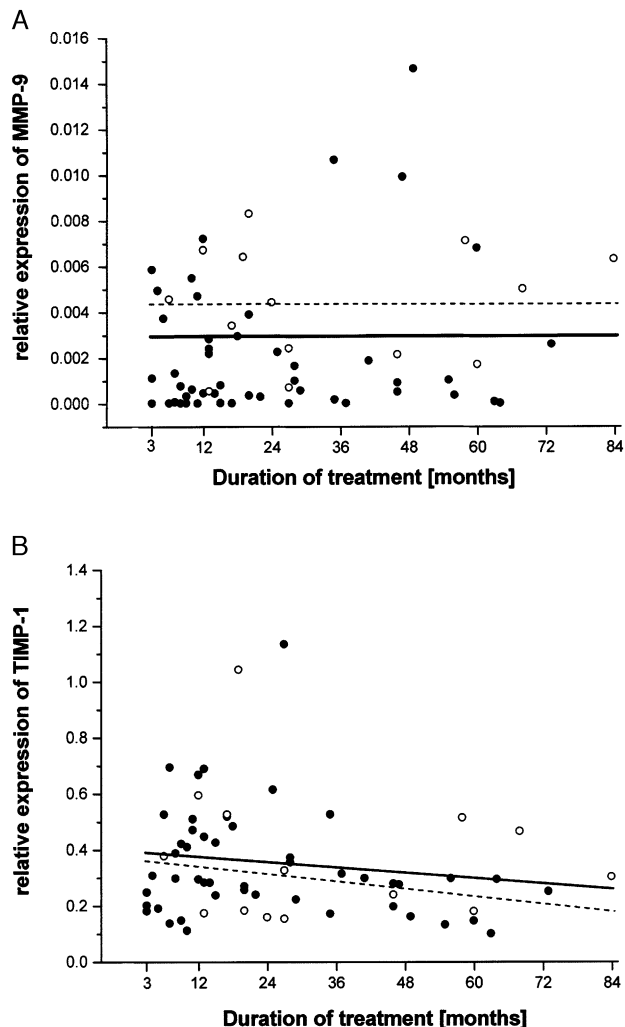 A
relative expression of MMP-9
0.016
0.014
0.012
0.010
0.008
0.006
0.004
0.002
0.000
3 12 24 36 48 60 72 84
Duration of treatment [months]
B
relative expression of TIMP-1
1.4
1.2
1.0
0.8
0.6
0.4
0.2
0.0
3 12 24 36 48 60 72 84
Duration of treatment [months]